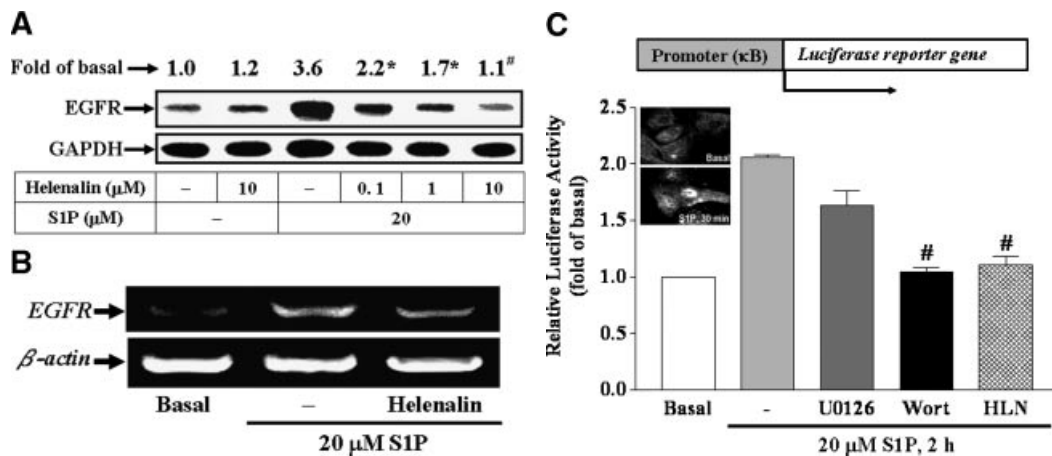 A
Fold of basal 1.0 1.2 3.6 2.2* 1.7* 1.1#
EGFR
GAPDH
Helenalin (μM) – 10 – 0.1 1 10
S1P (μM) – 20
B
EGFR
β-actin
Basal – Helenalin
20 μM S1P
C
Promoter (κB) Luciferase reporter gene
Relative Luciferase Activity
(fold of basal)
2.5
2.0
1.5
1.0
0.5
0.0
Basal
S1P, 30 min
# #
Basal - U0126 Wort HLN
20 μM S1P, 2 h